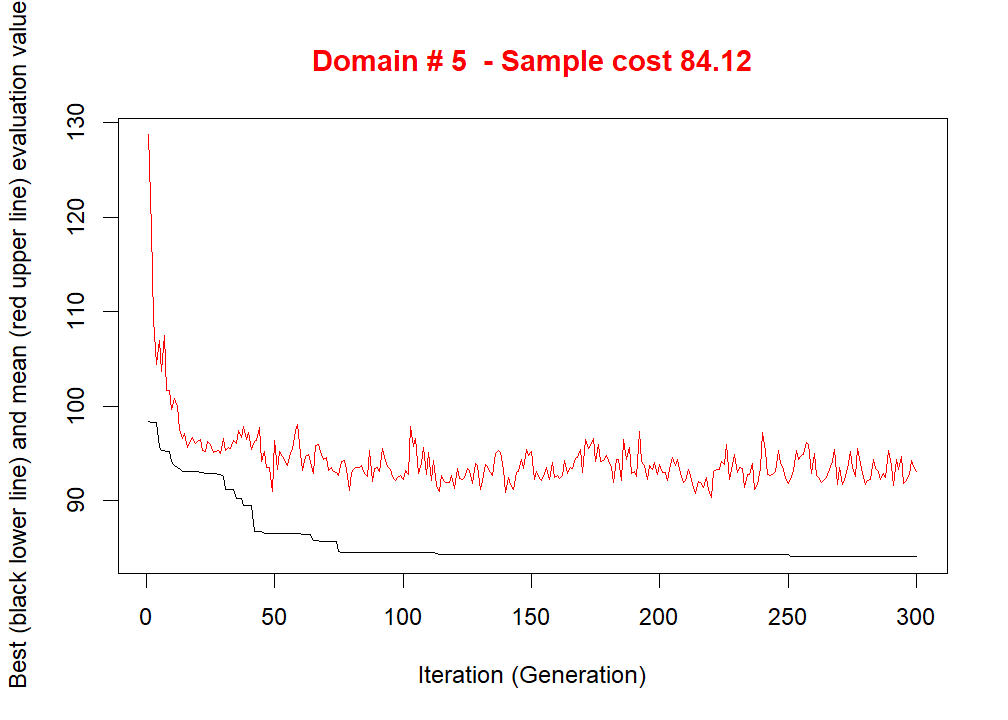 Domain # 5  - Sample cost 84.12
Best (black lower line) and mean (red upper line) evaluation value
130
120
110
100
90
0 50 100 150 200 250 300
Iteration (Generation)